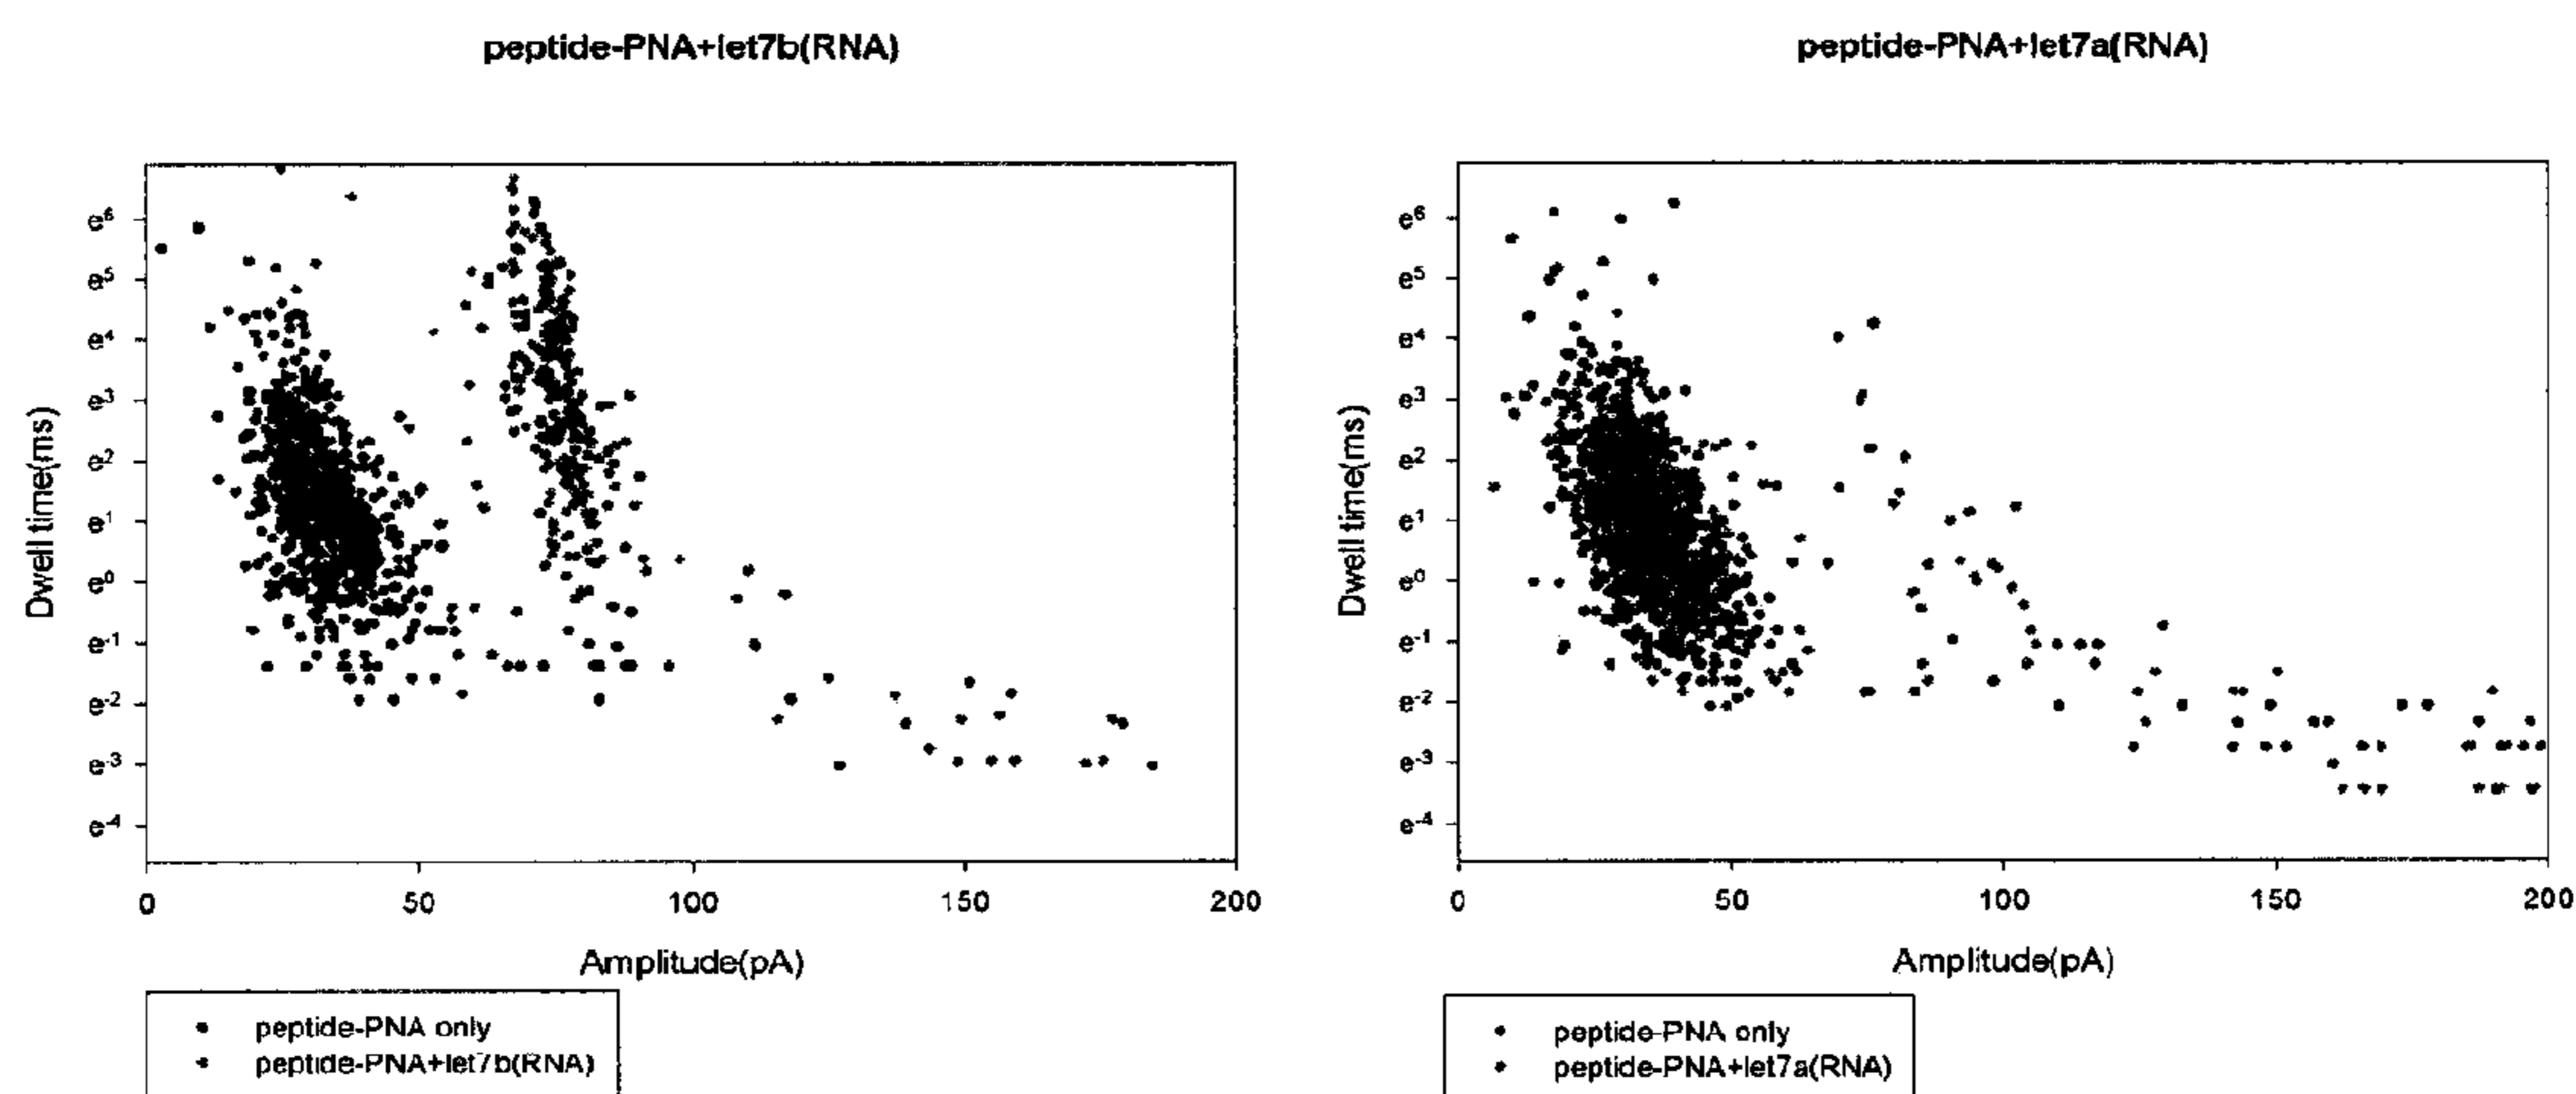 peptide-PNA+let7b(RNA)
Dwell time(ms)
e6
e5
e4
e3
e2
e1
e0
e-1
e-2
e-3
e-4
0 50 100 150 200
Amplitude(pA)
peptide-PNA only
peptide-PNA+let7b(RNA)
peptide-PNA+let7a(RNA)
Dwell time(ms)
e6
e5
e4
e3
e2
e1
e0
e-1
e-2
e-3
e-4
0 50 100 150 200
Amplitude(pA)
peptide-PNA only
peptide-PNA+let7a(RNA)